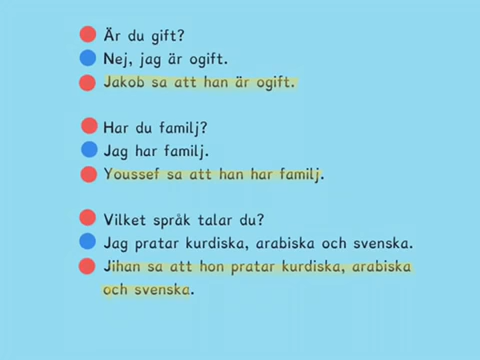 Är du gift?
Nej, jag är ogift.
Jakob sa att han är ogift.
Har du familj?
Jag har familj.
Youssef sa att han har familj.
Vilket språk talar du?
Jag pratar kurdiska, arabiska och svenska.
Jihan sa att hon pratar kurdiska, arabiska
och svenska.